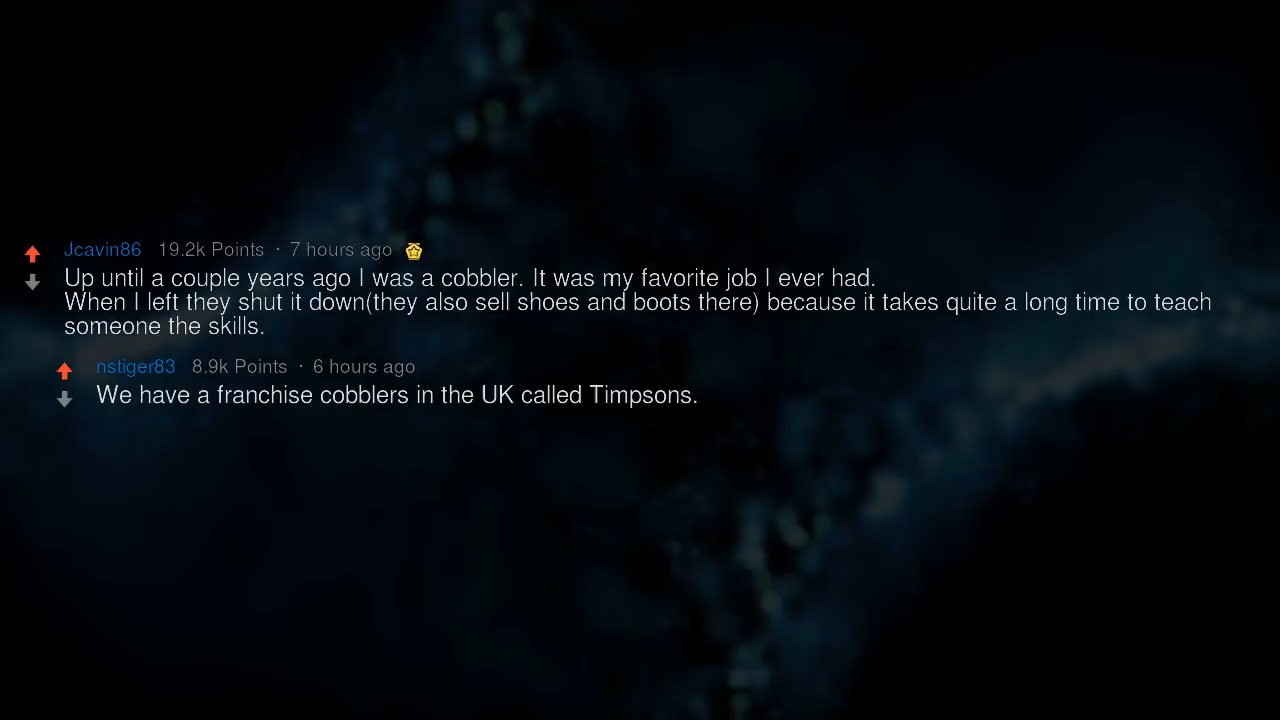 Jcavin86 19.2k Points · 7 hours ago
Up until a couple years ago I was a cobbler. It was my favorite job I ever had.
When I left they shut it down(they also sell shoes and boots there) because it takes quite a long time to teach
someone the skills.
nstiger83 8.9k Points · 6 hours ago
We have a franchise cobblers in the UK called Timpsons.